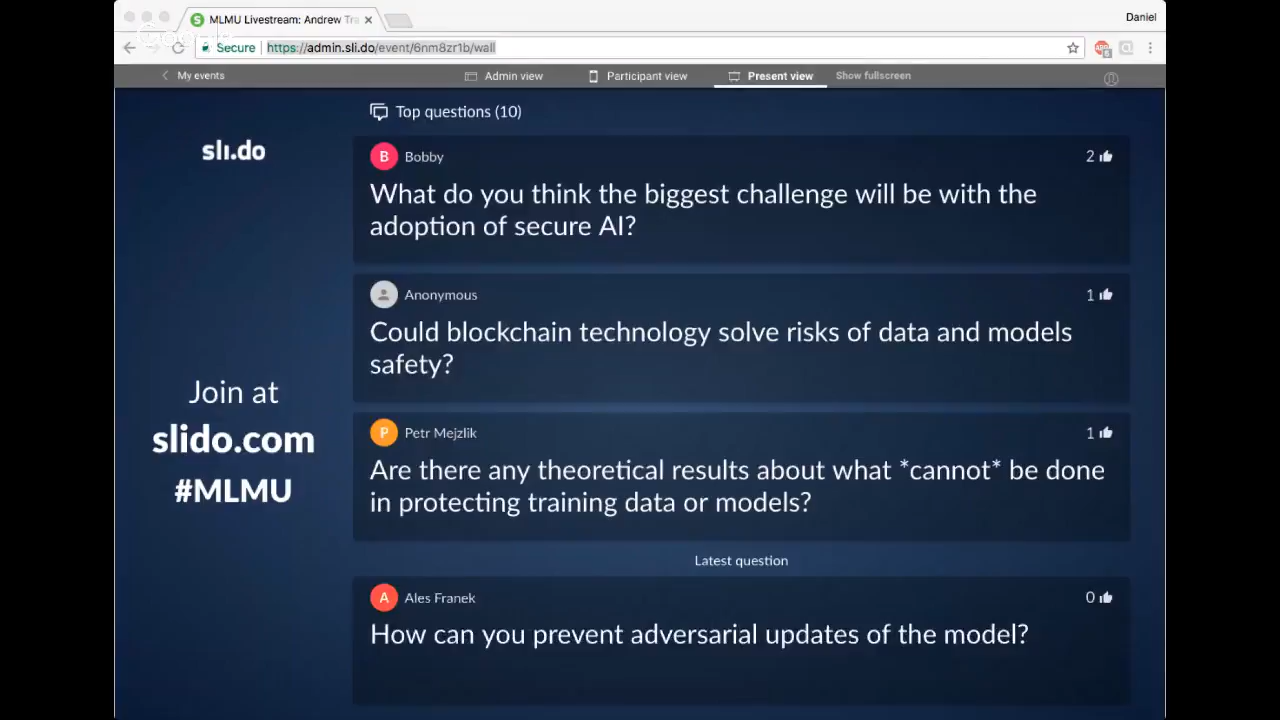 MLMU Livestream: Andrew Tra
Daniel
Google
Secure
https://admin.sli.do/event/6nm8zr1b/wall
My events
Admin view
Participant view
Present view
Show fullscreen
Top questions (10)
sli.do
B
Bobby
2
What do you think the biggest challenge will be with the
adoption of secure AI?
Anonymous
1
Could blockchain technology solve risks of data and models
safety?
Join at
slido.com
#MLMU
P
Petr Mejzlik
1
Are there any theoretical results about what *cannot* be done
in protecting training data or models?
Latest question
A
Ales Franek
0
How can you prevent adversarial updates of the model?